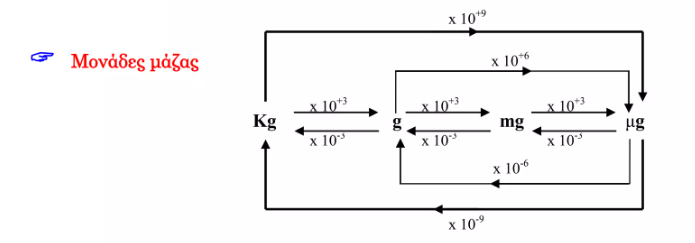 x 10⁺⁹
x 10⁺⁶
Μονάδες μάζας
x 10⁺³ x 10⁺³ x 10⁺³
Kg g mg μg
x 10⁻³ x 10⁻³ x 10⁻³
x 10⁻⁶
x 10⁻⁹